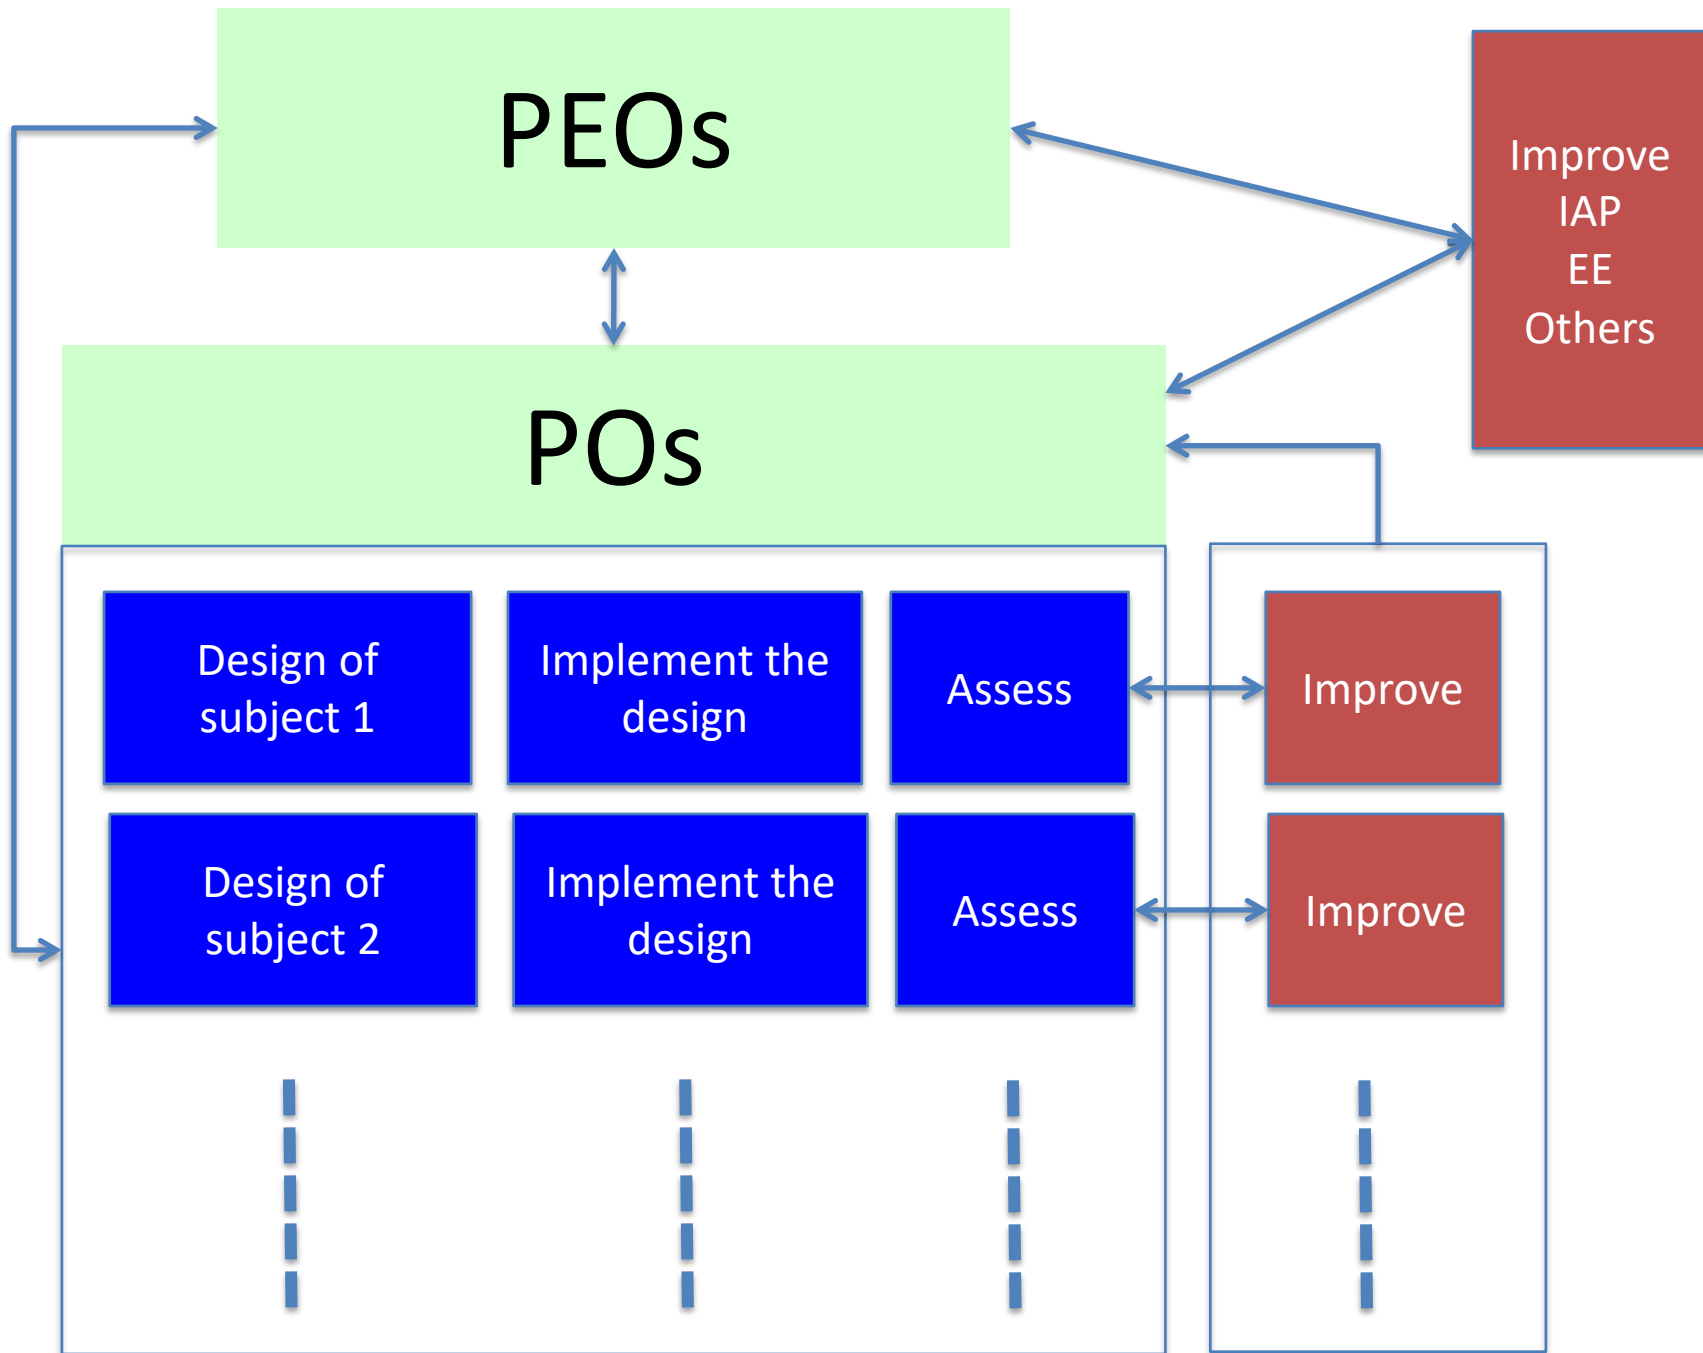 PEOs
Improve
IAP
EE
Others
POs
Design of
subject 1
Implement the
design
Assess
Improve
Design of
subject 2
Implement the
design
Assess
Improve